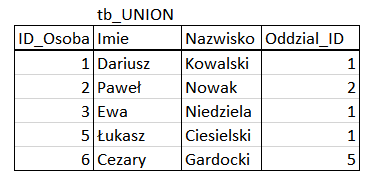 tb_UNION
ID_Osoba Imie Nazwisko Oddzial_ID
1 Dariusz Kowalski 1
2 Paweł Nowak 2
3 Ewa Niedziela 1
5 Łukasz Ciesielski 1
6 Cezary Gardocki 5